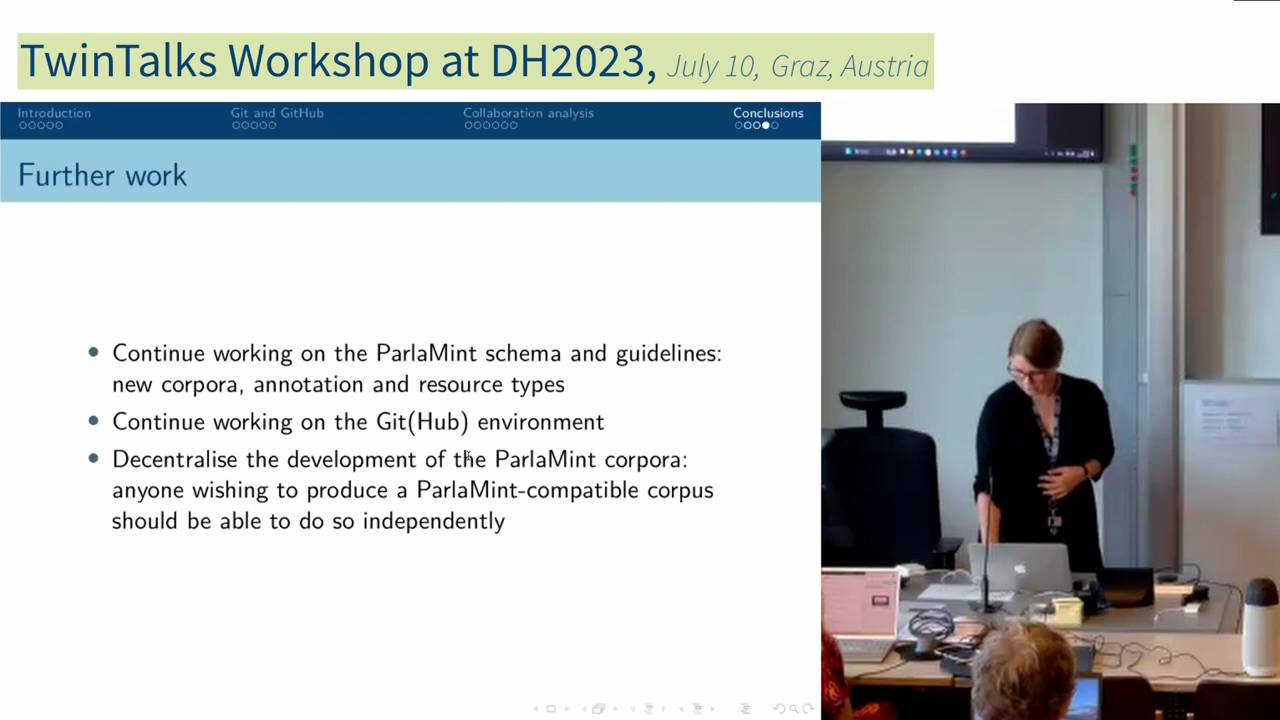 TwinTalks Workshop at DH2023, July 10, Graz, Austria
Introduction Git and GitHub Collaboration analysis Conclusions
Further work
Continue working on the ParlaMint schema and guidelines:
new corpora, annotation and resource types
Continue working on the Git(Hub) environment
Decentralise the development of the ParlaMint corpora:
anyone wishing to produce a ParlaMint-compatible corpus
should be able to do so independently